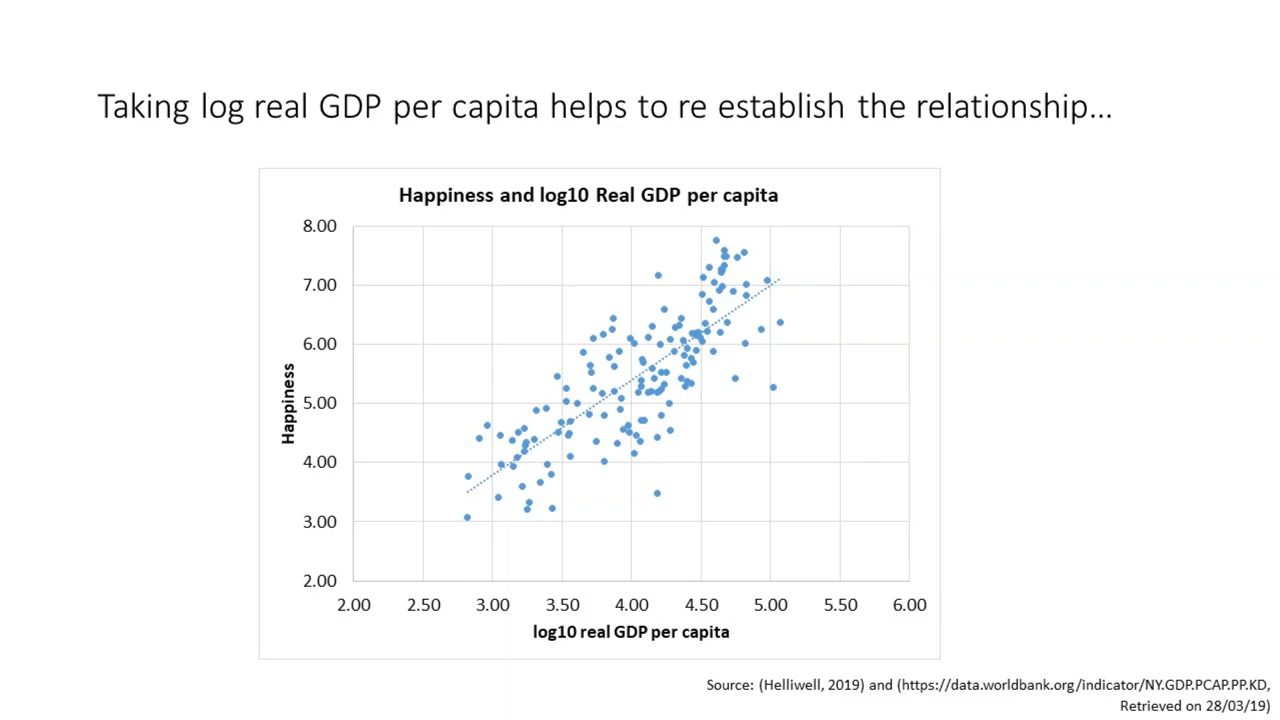 Taking log real GDP per capita helps to re establish the relationship...
Happiness and log10 Real GDP per capita
8.00
7.00
6.00
5.00
4.00
3.00
2.00
Happiness
2.00 2.50 3.00 3.50 4.00 4.50 5.00 5.50 6.00
log10 real GDP per capita
Source: (Helliwell, 2019) and (https://data.worldbank.org/indicator/NY.GDP.PCAP.PP.KD,
Retrieved on 28/03/19)